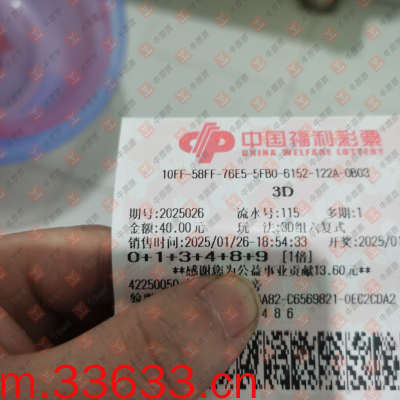 中国福利彩票
CHINA WELFARE LOTTERY
10FF-58FF-76E5-5FB0-6152-122A-0B03
3D
期号:2025026 流水号:115 多期:1
金额:40.00元 玩 法:3D组六复式
销售时间:2025/01/26-18:54:33 开奖:2025/01
0+1+3+4+8+9 [1倍]
**感谢您为公益事业贡献13.60元**
42250050
A82-C6569821-0EC2CDA2
486
m.33633.cn